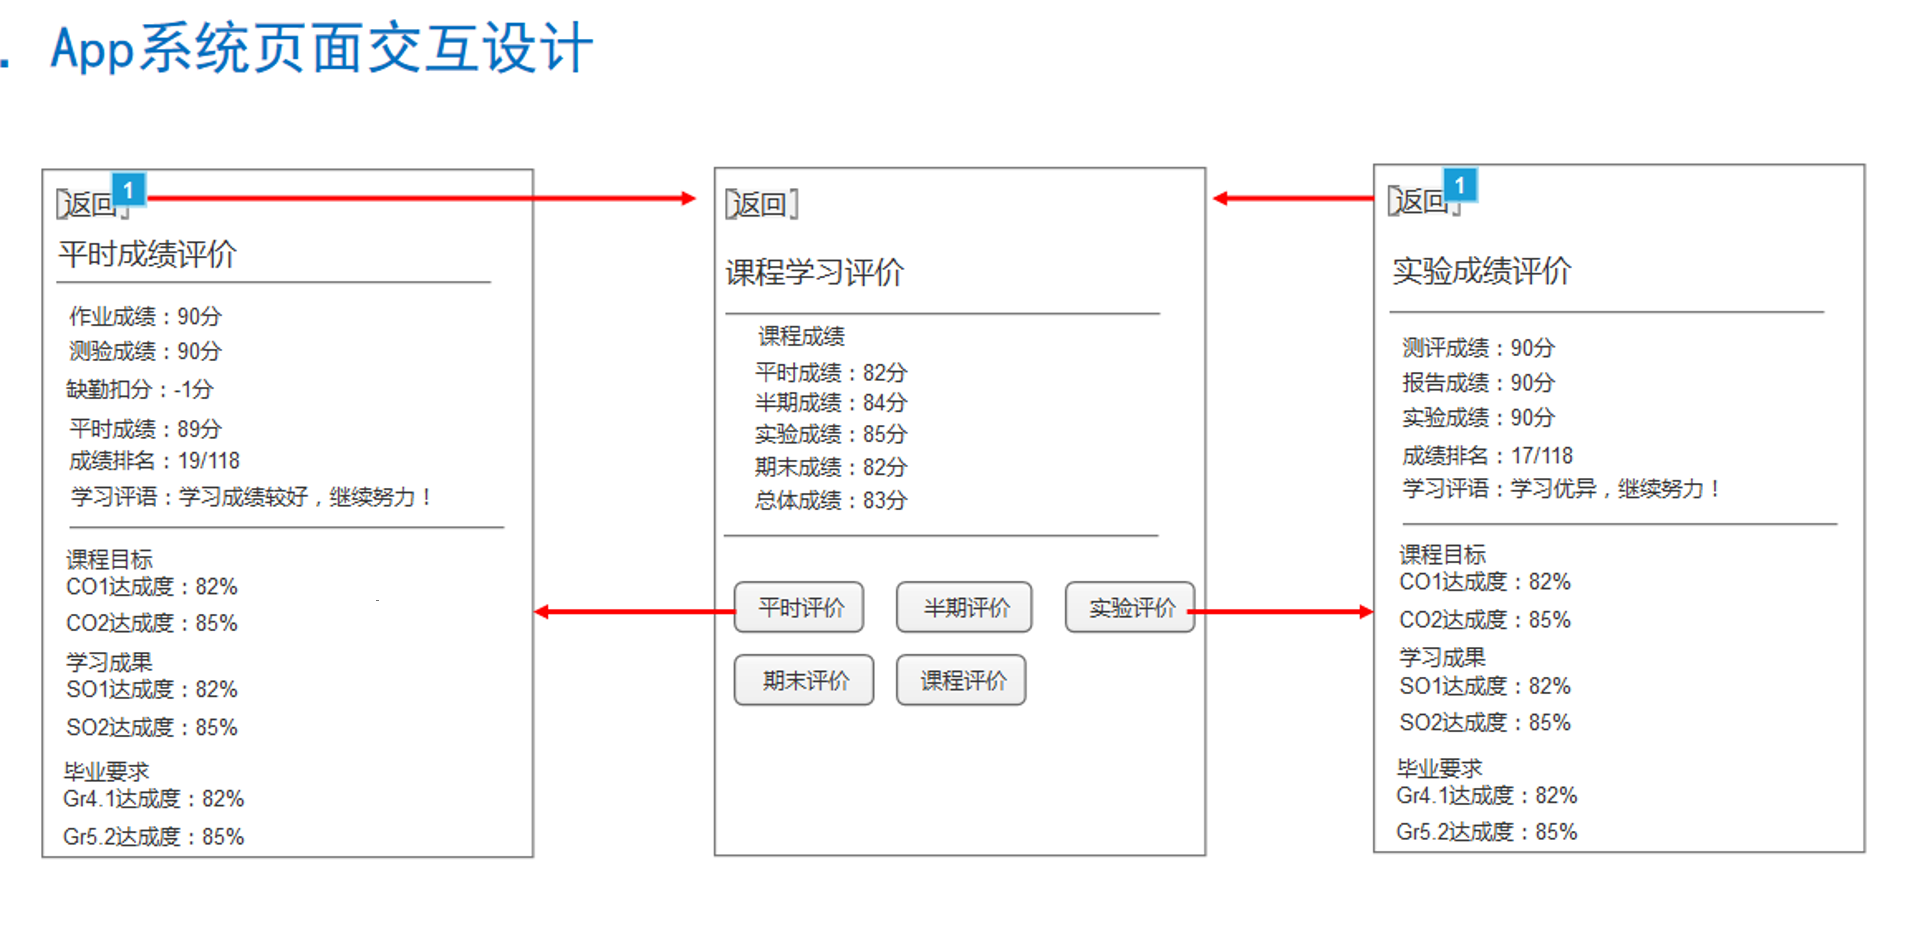 . App系统页面交互设计
[返回]
1
平时成绩评价
作业成绩：90分
测验成绩：90分
缺勤扣分：-1分
平时成绩：89分
成绩排名：19/118
学习评语：学习成绩较好，继续努力！
课程目标
CO1达成度：82%
CO2达成度：85%
学习成果
SO1达成度：82%
SO2达成度：85%
毕业要求
Gr4.1达成度：82%
Gr5.2达成度：85%
[返回]
课程学习评价
课程成绩
平时成绩：82分
半期成绩：84分
实验成绩：85分
期末成绩：82分
总体成绩：83分
平时评价 半期评价 实验评价
期末评价 课程评价
[返回]
1
实验成绩评价
测评成绩：90分
报告成绩：90分
实验成绩：90分
成绩排名：17/118
学习评语：学习优异，继续努力！
课程目标
CO1达成度：82%
CO2达成度：85%
学习成果
SO1达成度：82%
SO2达成度：85%
毕业要求
Gr4.1达成度：82%
Gr5.2达成度：85%